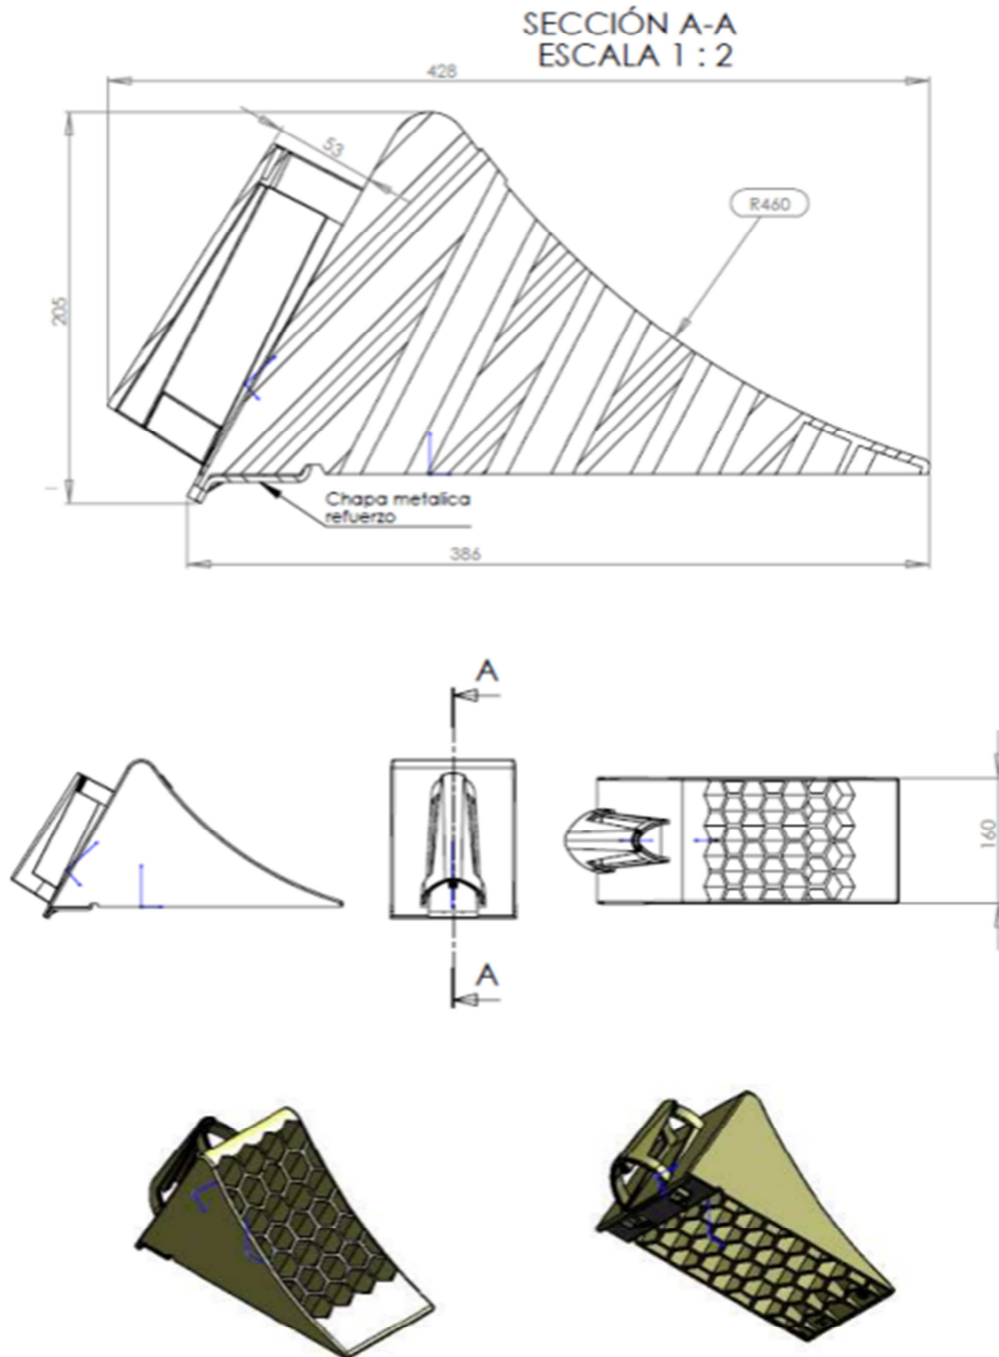 SECCIÓN A-A
ESCALA 1 : 2
428
53
R460
205
Chapa metalica
refuerzo
386
A
160
A